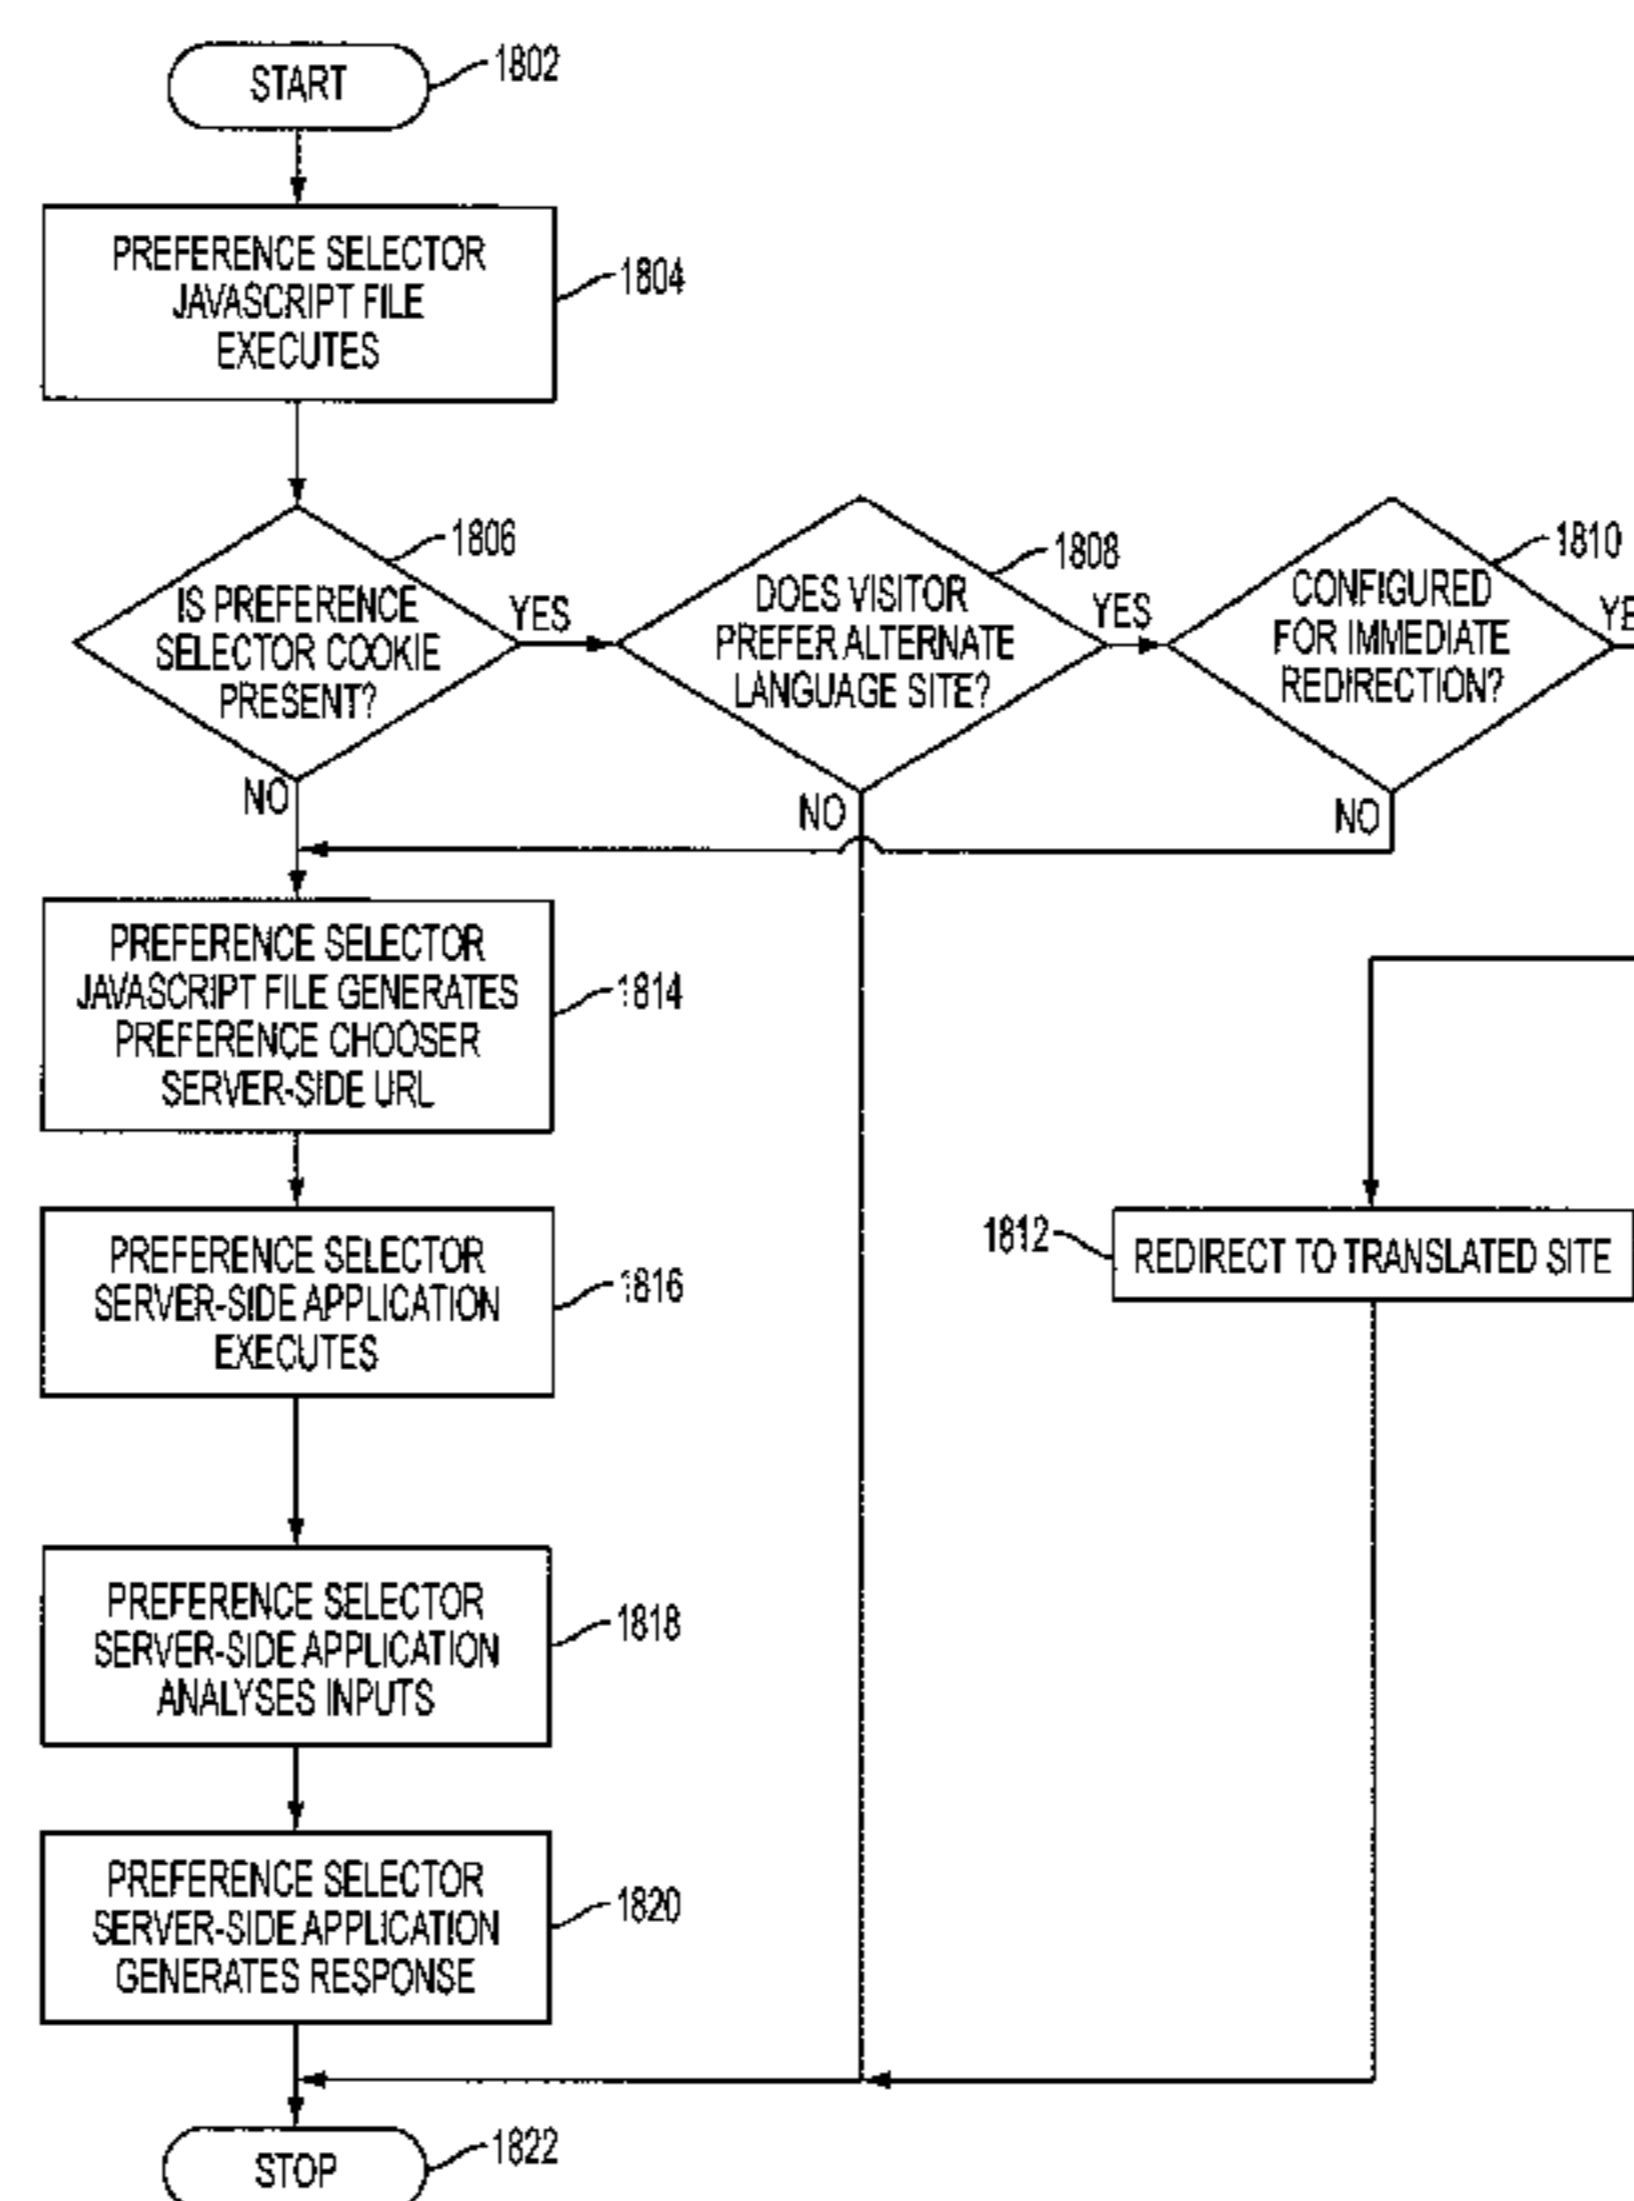 START
1802
PREFERENCE SELECTOR
JAVASCRIPT FILE
EXECUTES
1804
IS PREFERENCE
SELECTOR COOKIE
PRESENT?
1806
YES
NO
DOES VISITOR
PREFER ALTERNATE
LANGUAGE SITE?
1808
YES
NO
CONFIGURED
FOR IMMEDIATE
REDIRECTION?
1810
NO
PREFERENCE SELECTOR
JAVASCRIPT FILE GENERATES
PREFERENCE CHOOSER
SERVER-SIDE URL
1814
PREFERENCE SELECTOR
SERVER-SIDE APPLICATION
EXECUTES
1816
1812
REDIRECT TO TRANSLATED SITE
PREFERENCE SELECTOR
SERVER-SIDE APPLICATION
ANALYSES INPUTS
1818
PREFERENCE SELECTOR
SERVER-SIDE APPLICATION
GENERATES RESPONSE
1820
STOP
1822